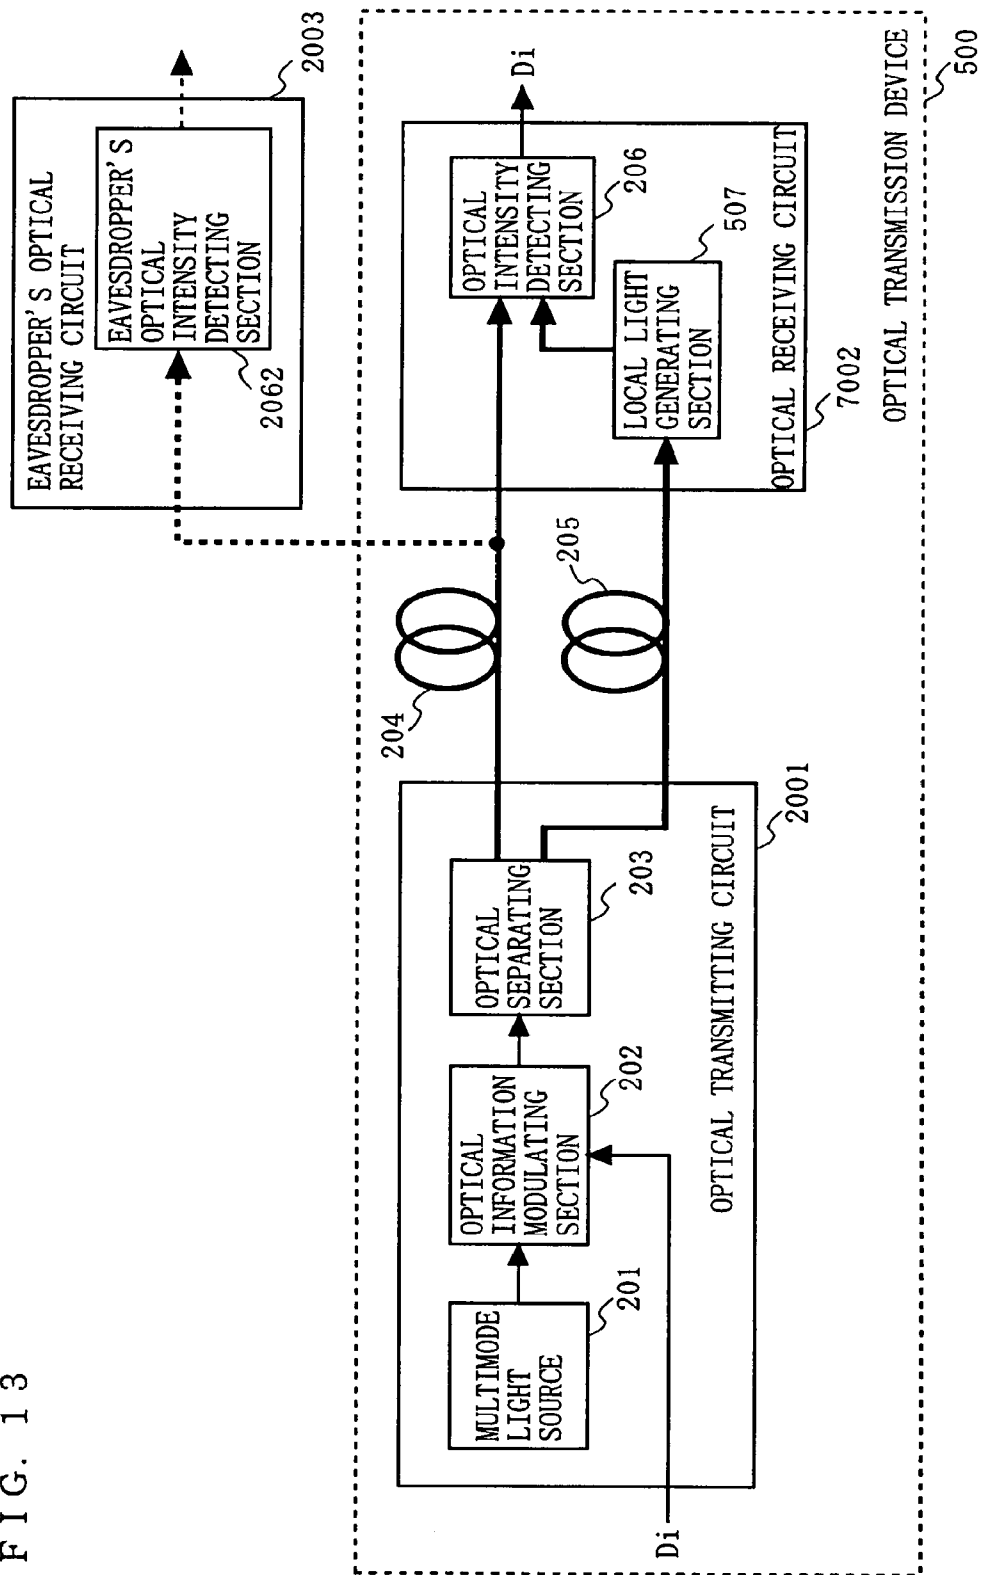 F I G. 1 3
EAVESDROPPER'S OPTICAL
RECEIVING CIRCUIT
EAVESDROPPER'S
OPTICAL
INTENSITY
DETECTING
SECTION
2062
2003
MULTIMODE
LIGHT
SOURCE
201
OPTICAL
INFORMATION
MODULATING
SECTION
202
OPTICAL
SEPARATING
SECTION
203
Di
OPTICAL TRANSMITTING CIRCUIT
2001
204
205
OPTICAL
INTENSITY
DETECTING
SECTION
206
Di
LOCAL LIGHT
GENERATING
SECTION
507
OPTICAL RECEIVING CIRCUIT
7002
OPTICAL TRANSMISSION DEVICE
500